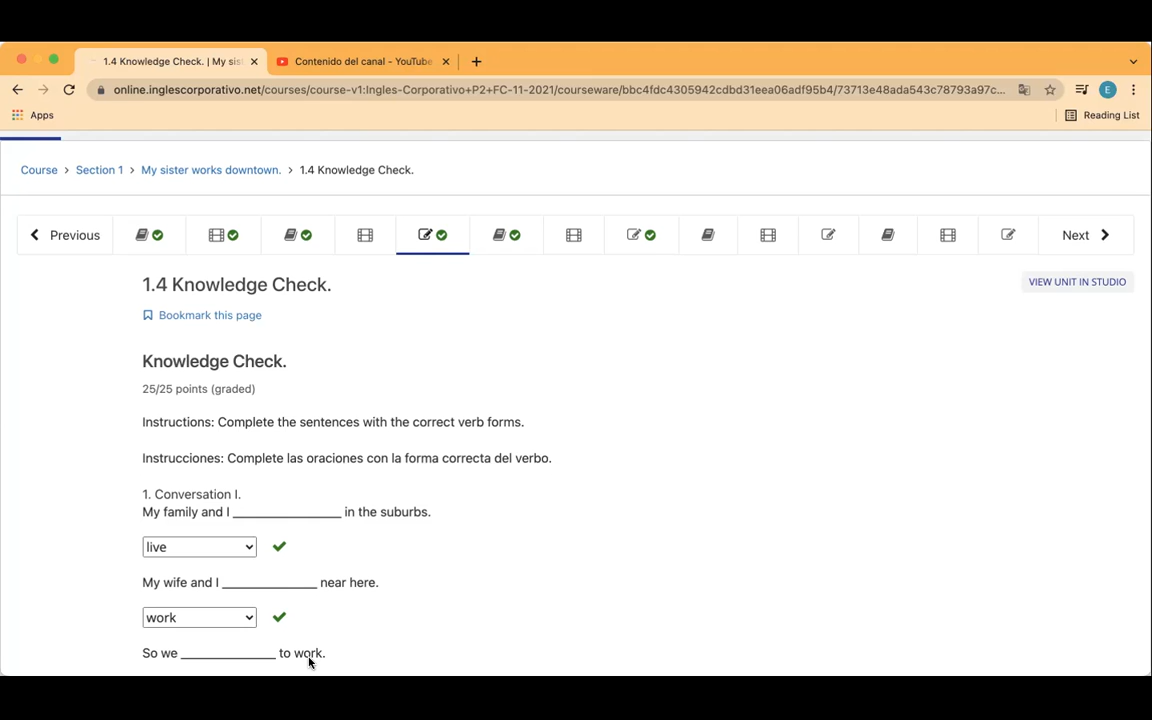 1.4 Knowledge Check. | My sis
Contenido del canal - YouTube
online.inglescorporativo.net/courses/course-v1:Ingles-Corporativo+P2+FC-11-2021/courseware/bbc4fdc4305942cdbd31eea06adf95b4/73713e48ada543c78793a97c...
E
Apps
Reading List
Course > Section 1 > My sister works downtown. > 1.4 Knowledge Check.
Previous
Next
1.4 Knowledge Check.
VIEW UNIT IN STUDIO
Bookmark this page
Knowledge Check.
25/25 points (graded)
Instructions: Complete the sentences with the correct verb forms.
Instrucciones: Complete las oraciones con la forma correcta del verbo.
1. Conversation I.
My family and I ________________ in the suburbs.
live
My wife and I ______________ near here.
work
So we ______________ to work.